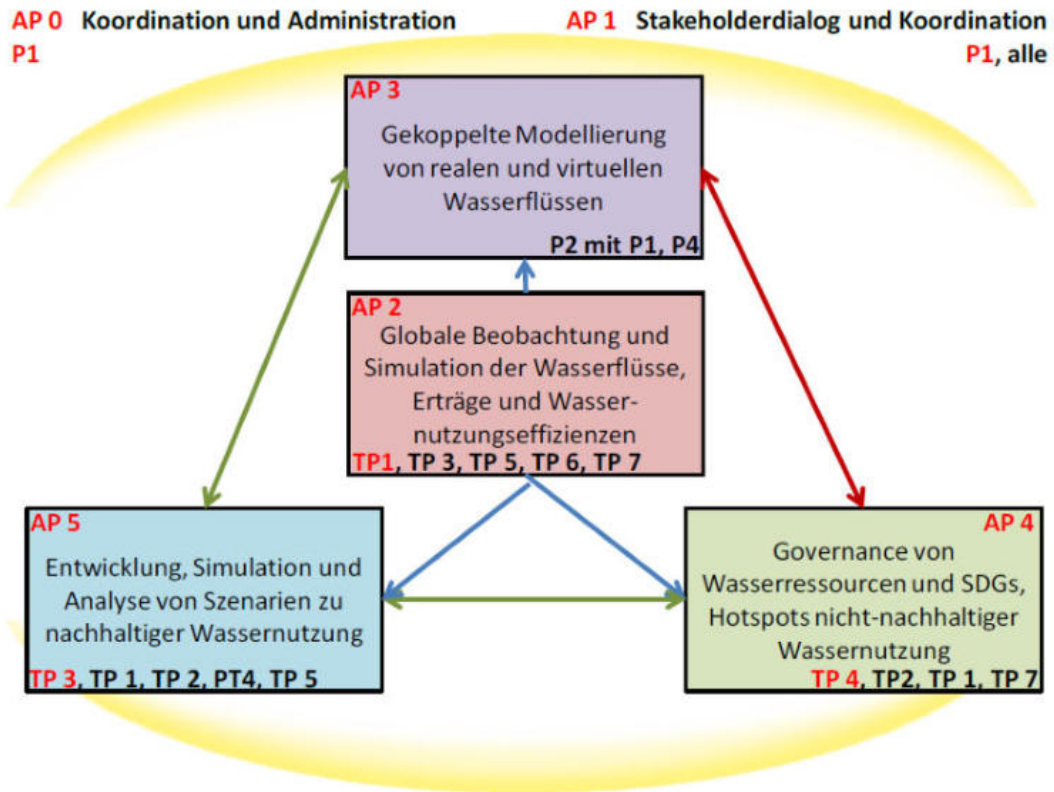 AP 0 Koordination und Administration
P1
AP 1 Stakeholderdialog und Koordination
P1, alle
AP 3
Gekoppelte Modellierung
von realen und virtuellen
Wasserflüssen
P2 mit P1, P4
AP 2
Globale Beobachtung und
Simulation der Wasserflüsse,
Erträge und Wasser-
nutzungseffizienzen
TP1, TP 3, TP 5, TP 6, TP 7
AP 5
Entwicklung, Simulation und
Analyse von Szenarien zu
nachhaltiger Wassernutzung
TP 3, TP 1, TP 2, PT4, TP 5
AP 4
Governance von
Wasserressourcen und SDGs,
Hotspots nicht-nachhaltiger
Wassernutzung
TP 4, TP2, TP 1, TP 7